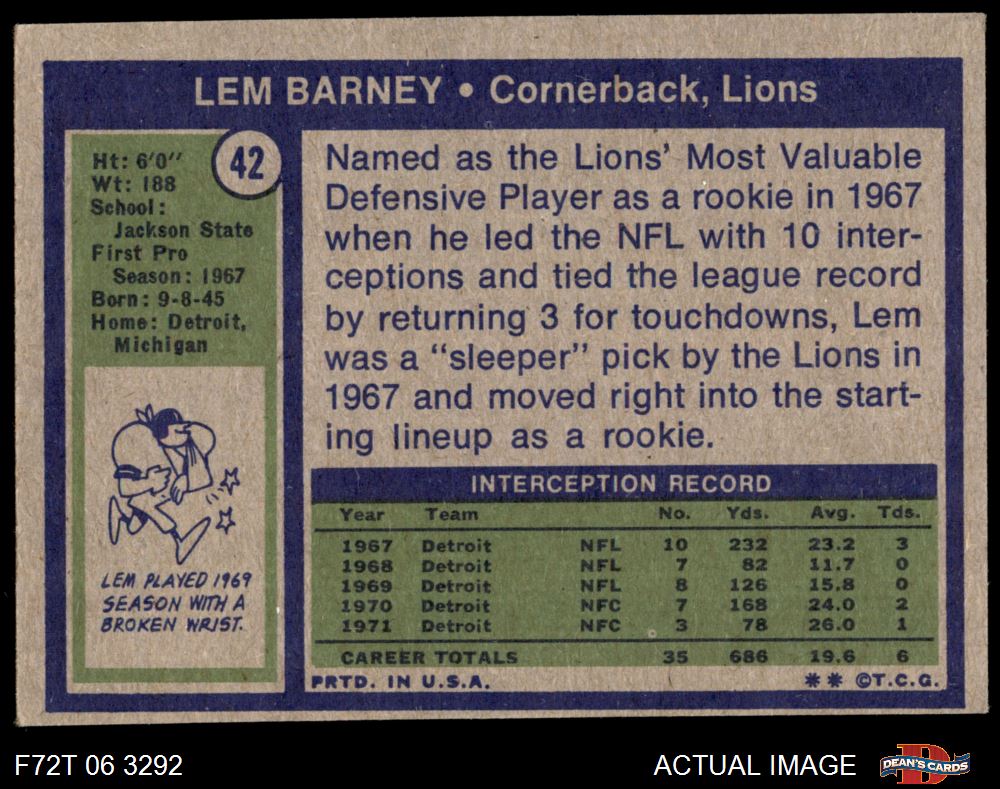 LEM BARNEY • Cornerback, Lions
42
Ht: 6'0"
Wt: 188
School:
Jackson State
First Pro
Season: 1967
Born: 9-8-45
Home: Detroit,
Michigan
LEM PLAYED 1969
SEASON WITH A
BROKEN WRIST.
Named as the Lions' Most Valuable
Defensive Player as a rookie in 1967
when he led the NFL with 10 inter-
ceptions and tied the league record
by returning 3 for touchdowns, Lem
was a "sleeper" pick by the Lions in
1967 and moved right into the start-
ing lineup as a rookie.
INTERCEPTION RECORD
Year Team No. Yds. Avg. Tds.
1967 Detroit NFL 10 232 23.2 3
1968 Detroit NFL 7 82 11.7 0
1969 Detroit NFL 8 126 15.8 0
1970 Detroit NFC 7 168 24.0 2
1971 Detroit NFC 3 78 26.0 1
CAREER TOTALS 35 686 19.6 6
PRTD. IN U.S.A. ** ©T.C.G.
F72T 06 3292 ACTUAL IMAGE D DEAN'S CARDS